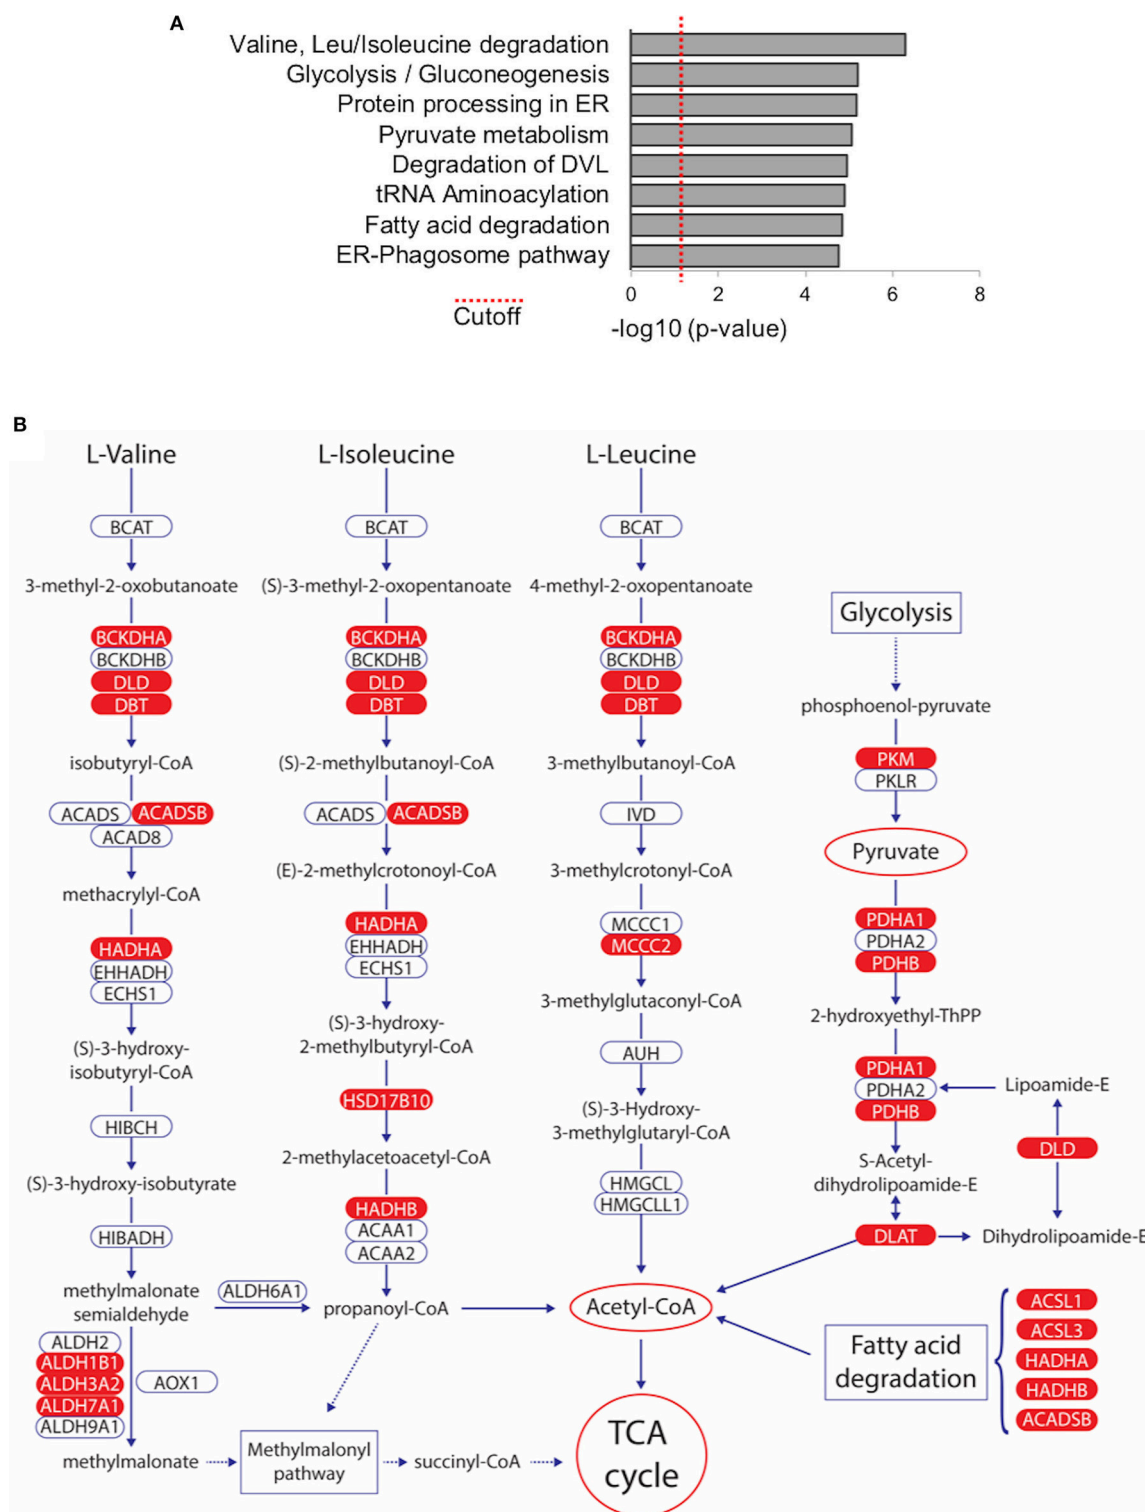 A
Valine, Leu/Isoleucine degradation
Glycolysis / Gluconeogenesis
Protein processing in ER
Pyruvate metabolism
Degradation of DVL
tRNA Aminoacylation
Fatty acid degradation
ER-Phagosome pathway
0 2 4 6 8
Cutoff
-log10 (p-value)
B
L-Valine
BCAT
3-methyl-2-oxobutanoate
BCKDHA
BCKDHB
DLD
DBT
isobutyryl-CoA
ACADS ACADSB
ACAD8
methacrylyl-CoA
HADHA
EHHADH
ECHS1
(S)-3-hydroxy-
isobutyryl-CoA
HIBCH
(S)-3-hydroxy-isobutyrate
HIBADH
methylmalonate
semialdehyde
ALDH6A1
ALDH2
ALDH1B1
ALDH3A2
ALDH7A1
ALDH9A1
AOX1
methylmalonate
L-Isoleucine
BCAT
(S)-3-methyl-2-oxopentanoate
BCKDHA
BCKDHB
DLD
DBT
(S)-2-methylbutanoyl-CoA
ACADS ACADSB
(E)-2-methylcrotonoyl-CoA
HADHA
EHHADH
ECHS1
(S)-3-hydroxy-
2-methylbutyryl-CoA
HSD17B10
2-methylacetoacetyl-CoA
HADHB
ACAA1
ACAA2
propanoyl-CoA
Methylmalonyl
pathway
succinyl-CoA
L-Leucine
BCAT
4-methyl-2-oxopentanoate
BCKDHA
BCKDHB
DLD
DBT
3-methylbutanoyl-CoA
IVD
3-methylcrotonyl-CoA
MCCC1
MCCC2
3-methylglutaconyl-CoA
AUH
(S)-3-Hydroxy-
3-methylglutaryl-CoA
HMGCL
HMGCLL1
Acetyl-CoA
TCA
cycle
Glycolysis
phosphoenol-pyruvate
PKM
PKLR
Pyruvate
PDHA1
PDHA2
PDHB
2-hydroxyethyl-ThPP
PDHA1
PDHA2
PDHB
Lipoamide-E
DLD
S-Acetyl-
dihydrolipoamide-E
DLAT
Dihydrolipoamide-E
Fatty acid
degradation
ACSL1
ACSL3
HADHA
HADHB
ACADSB